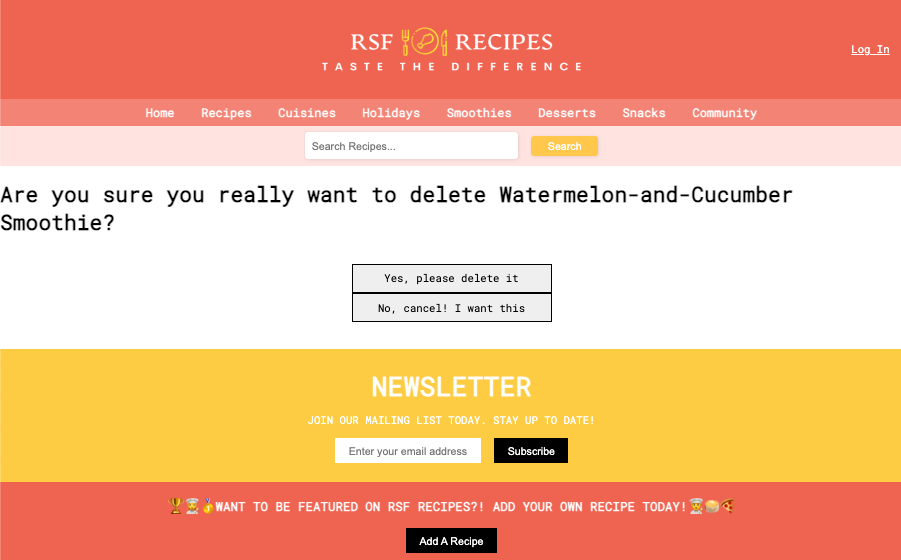 RSF RECIPES
TASTE THE DIFFERENCE
Log In
Home Recipes Cuisines Holidays Smoothies Desserts Snacks Community
Search Recipes... Search
Are you sure you really want to delete Watermelon-and-Cucumber
Smoothie?
Yes, please delete it
No, cancel! I want this
NEWSLETTER
JOIN OUR MAILING LIST TODAY. STAY UP TO DATE!
Enter your email address Subscribe
WANT TO BE FEATURED ON RSF RECIPES?! ADD YOUR OWN RECIPE TODAY!
Add A Recipe